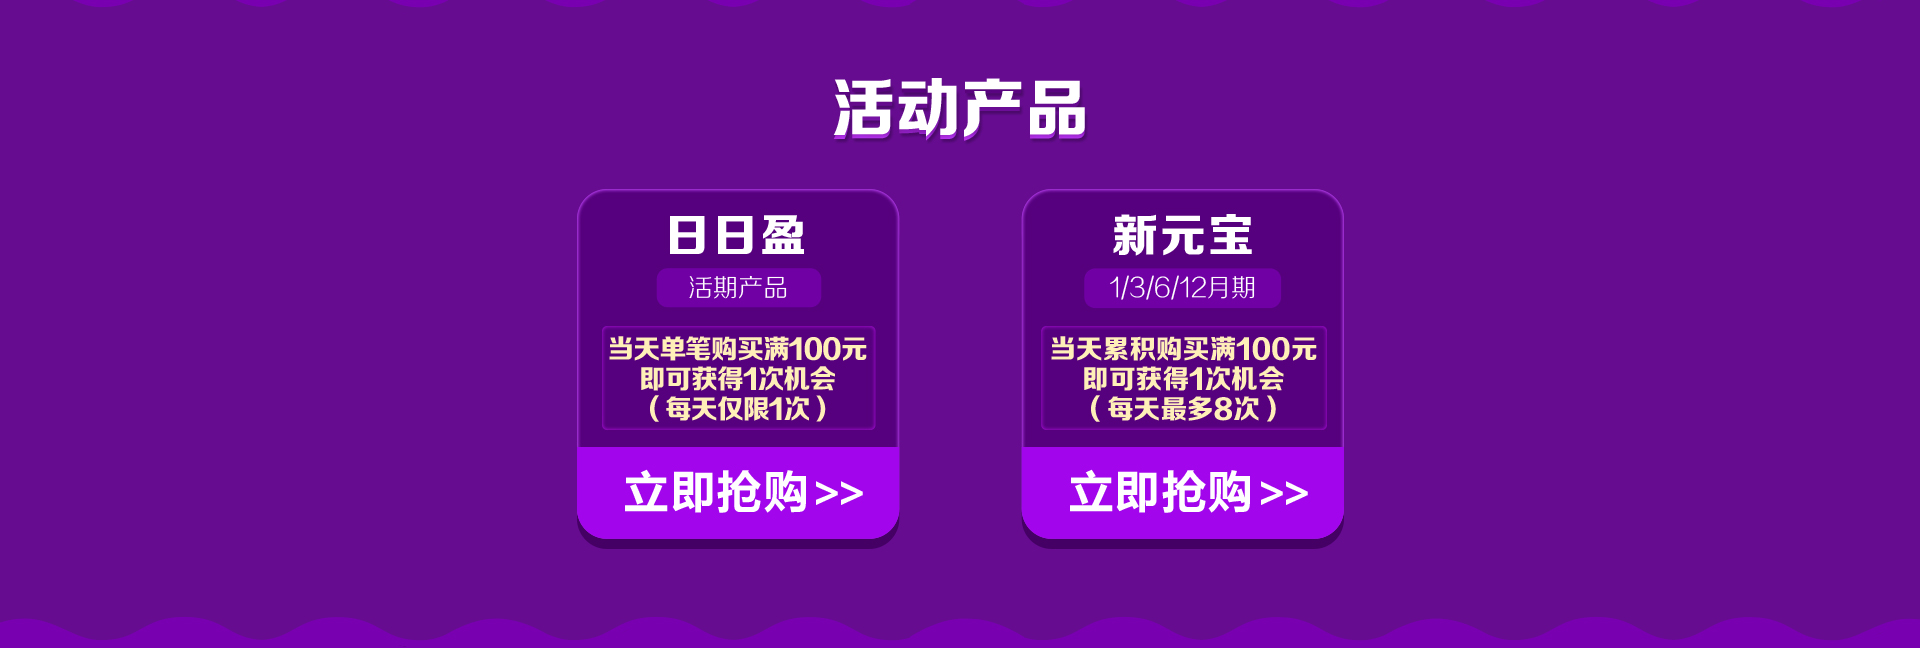 活动产品
日日盈
活期产品
当天单笔购买满100元
即可获得1次机会
（每天仅限1次）
立即抢购>>
新元宝
1/3/6/12月期
当天累积购买满100元
即可获得1次机会
（每天最多8次）
立即抢购>>